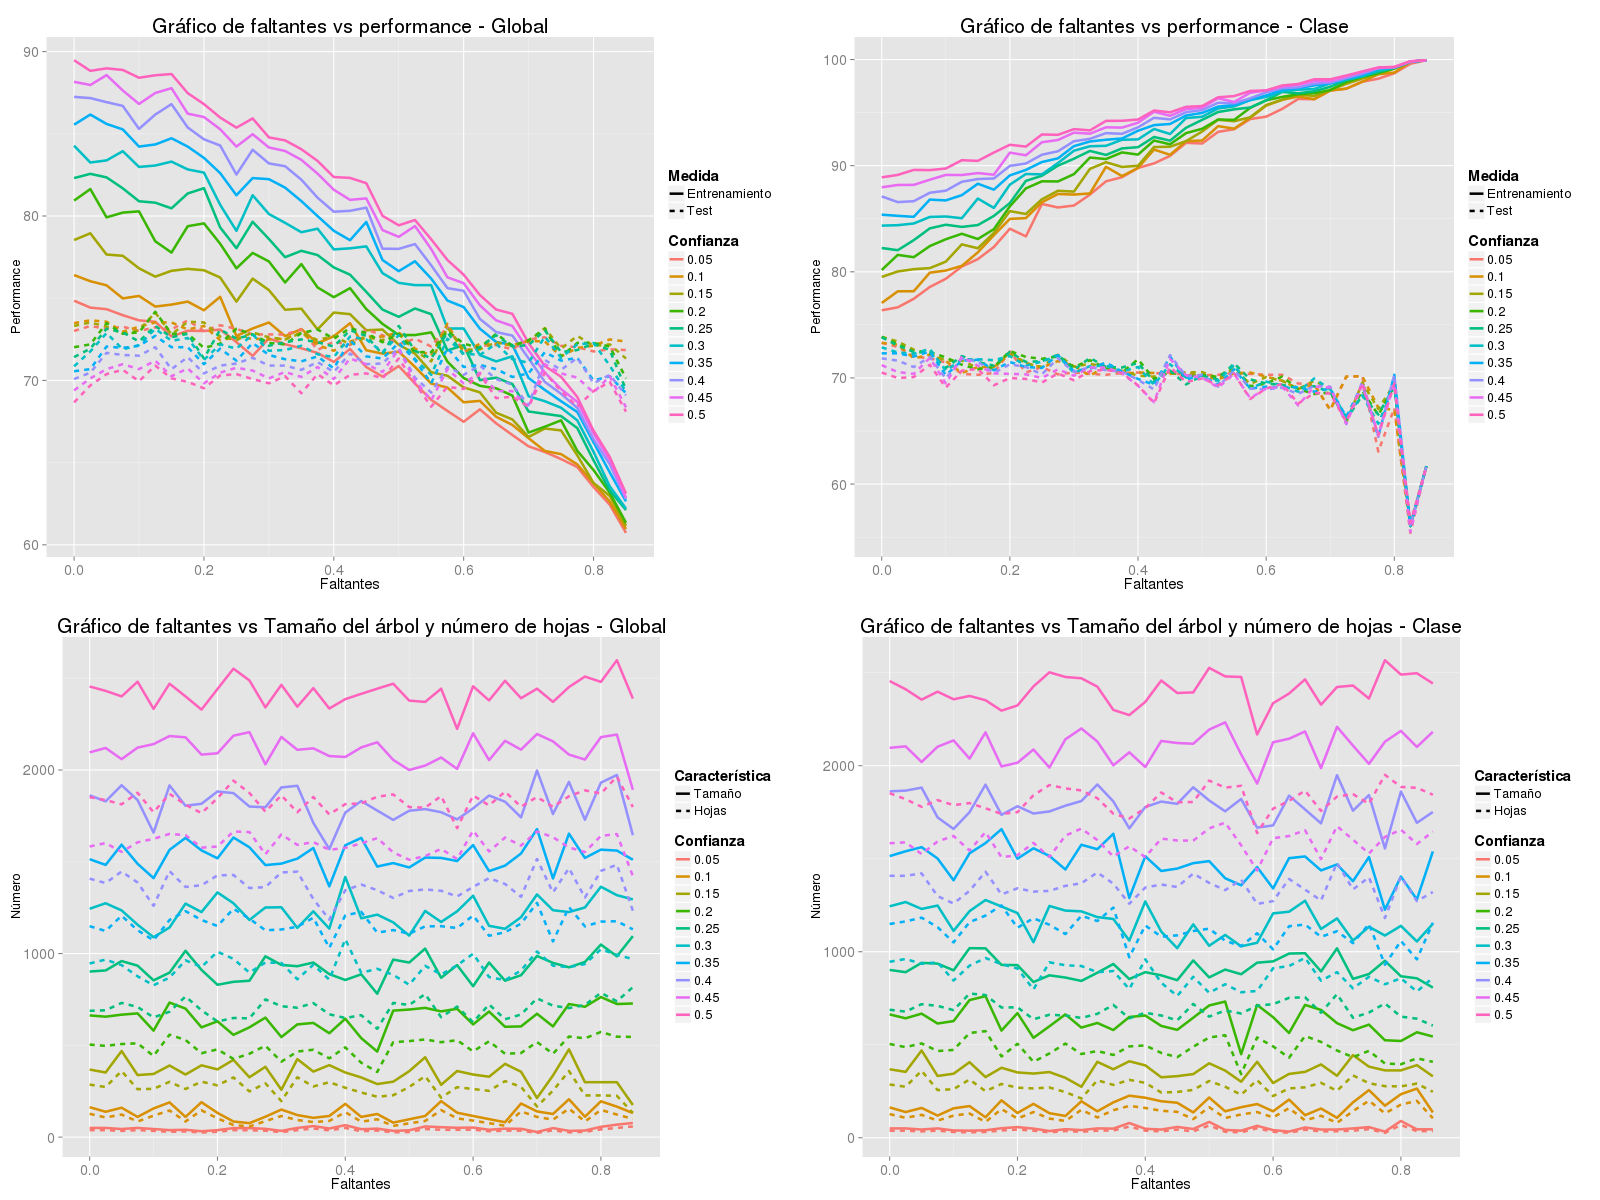 Gráfico de faltantes vs performance - Global
90
80
70
60
Performance
0.0 0.2 0.4 0.6 0.8
Faltantes
Medida
Entrenamiento
Test
Confianza
0.05
0.1
0.15
0.2
0.25
0.3
0.35
0.4
0.45
0.5
Gráfico de faltantes vs performance - Clase
100
90
80
70
60
Performance
0.0 0.2 0.4 0.6 0.8
Faltantes
Medida
Entrenamiento
Test
Confianza
0.05
0.1
0.15
0.2
0.25
0.3
0.35
0.4
0.45
0.5
Gráfico de faltantes vs Tamaño del árbol y número de hojas - Global
2000
1000
0
Número
0.0 0.2 0.4 0.6 0.8
Faltantes
Característica
Tamaño
Hojas
Confianza
0.05
0.1
0.15
0.2
0.25
0.3
0.35
0.4
0.45
0.5
Gráfico de faltantes vs Tamaño del árbol y número de hojas - Clase
2000
1000
0
Número
0.0 0.2 0.4 0.6 0.8
Faltantes
Característica
Tamaño
Hojas
Confianza
0.05
0.1
0.15
0.2
0.25
0.3
0.35
0.4
0.45
0.5